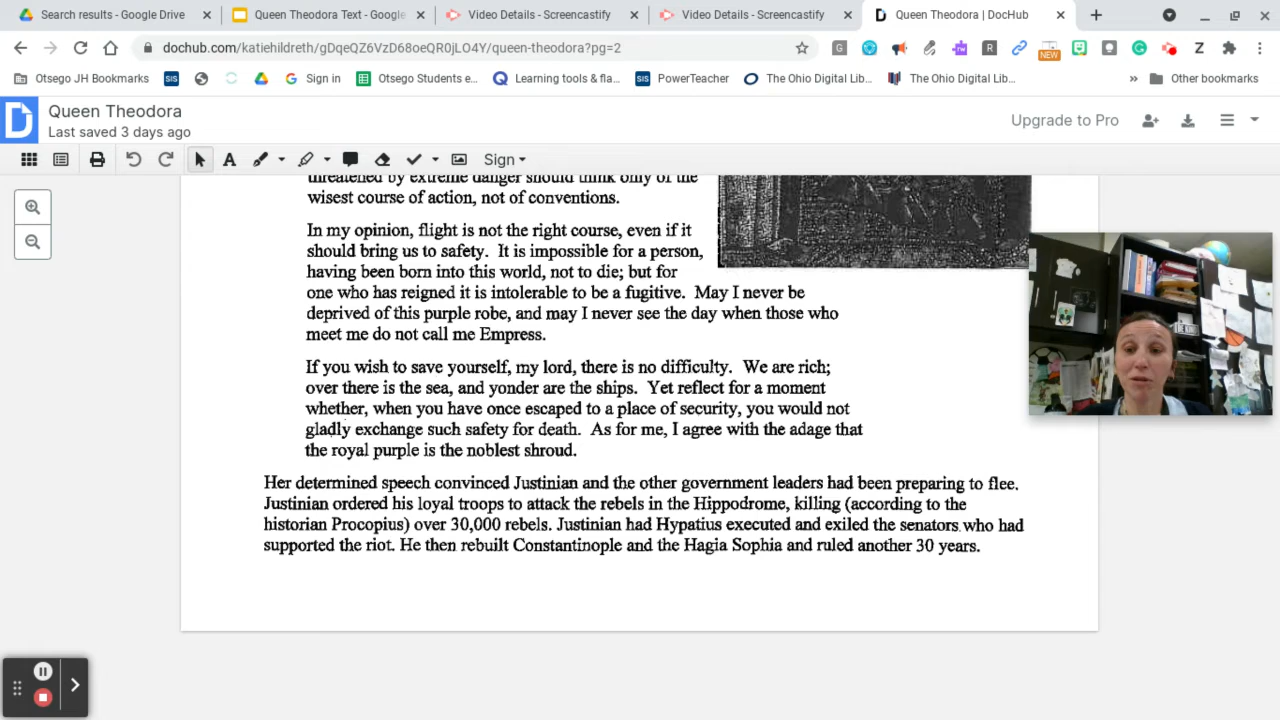 Search results - Google Drive
Queen Theodora Text - Google
Video Details - Screencastify
Video Details - Screencastify
Queen Theodora | DocHub
dochub.com/katiehildreth/gDqeQZ6VzD68oeQR0jLO4Y/queen-theodora?pg=2
NEW
Otsego JH Bookmarks
SIS
Sign in
Otsego Students e...
Learning tools & fla...
SIS
PowerTeacher
The Ohio Digital Lib...
The Ohio Digital Lib...
»
Other bookmarks
Queen Theodora
Last saved 3 days ago
Upgrade to Pro
Sign
threatened by extreme danger should think only of the
wisest course of action, not of conventions.
In my opinion, flight is not the right course, even if it
should bring us to safety. It is impossible for a person,
having been born into this world, not to die; but for
one who has reigned it is intolerable to be a fugitive. May I never be
deprived of this purple robe, and may I never see the day when those who
meet me do not call me Empress.
If you wish to save yourself, my lord, there is no difficulty. We are rich;
over there is the sea, and yonder are the ships. Yet reflect for a moment
whether, when you have once escaped to a place of security, you would not
gladly exchange such safety for death. As for me, I agree with the adage that
the royal purple is the noblest shroud.
Her determined speech convinced Justinian and the other government leaders had been preparing to flee.
Justinian ordered his loyal troops to attack the rebels in the Hippodrome, killing (according to the
historian Procopius) over 30,000 rebels. Justinian had Hypatius executed and exiled the senators who had
supported the riot. He then rebuilt Constantinople and the Hagia Sophia and ruled another 30 years.